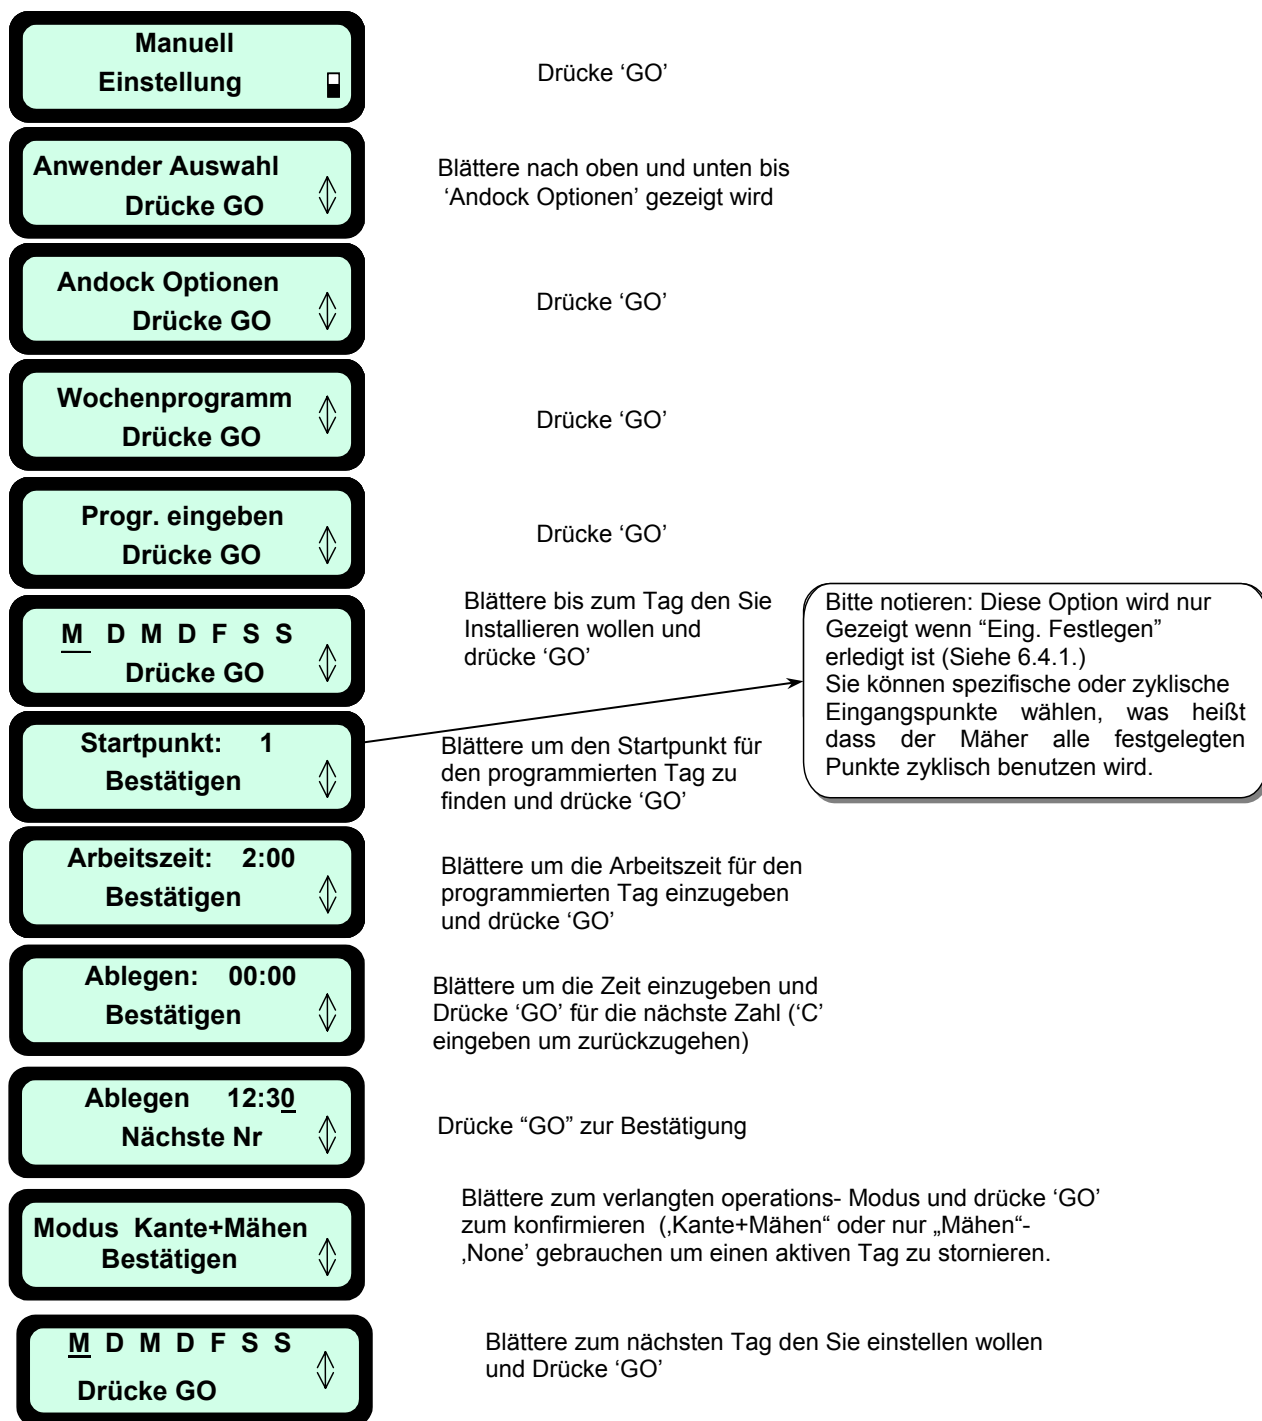 Manuell
Einstellung
Drücke ‘GO’
Anwender Auswahl
Drücke GO
Blättere nach oben und unten bis
‘Andock Optionen’ gezeigt wird
Andock Optionen
Drücke GO
Drücke ‘GO’
Wochenprogramm
Drücke GO
Drücke ‘GO’
Progr. eingeben
Drücke GO
Drücke ‘GO’
M D M D F S S
Drücke GO
Blättere bis zum Tag den Sie
Installieren wollen und
drücke ‘GO’
Bitte notieren: Diese Option wird nur
Gezeigt wenn “Eing. Festlegen”
erledigt ist (Siehe 6.4.1.)
Sie können spezifische oder zyklische
Eingangspunkte wählen, was heißt
dass der Mäher alle festgelegten
Punkte zyklisch benutzen wird.
Startpunkt: 1
Bestätigen
Blättere um den Startpunkt für
den programmierten Tag zu
finden und drücke ‘GO’
Arbeitszeit: 2:00
Bestätigen
Blättere um die Arbeitszeit für den
programmierten Tag einzugeben
und drücke ‘GO’
Ablegen: 00:00
Bestätigen
Blättere um die Zeit einzugeben und
Drücke ‘GO’ für die nächste Zahl (‘C’
eingeben um zurückzugehen)
Ablegen 12:30
Nächste Nr
Drücke “GO” zur Bestätigung
Modus Kante+Mähen
Bestätigen
Blättere zum verlangten operations- Modus und drücke ‘GO’
zum konfirmieren (‚Kante+Mähen“ oder nur „Mähen“-
‚None’ gebrauchen um einen aktiven Tag zu stornieren.
M D M D F S S
Drücke GO
Blättere zum nächsten Tag den Sie einstellen wollen
und Drücke ‘GO’